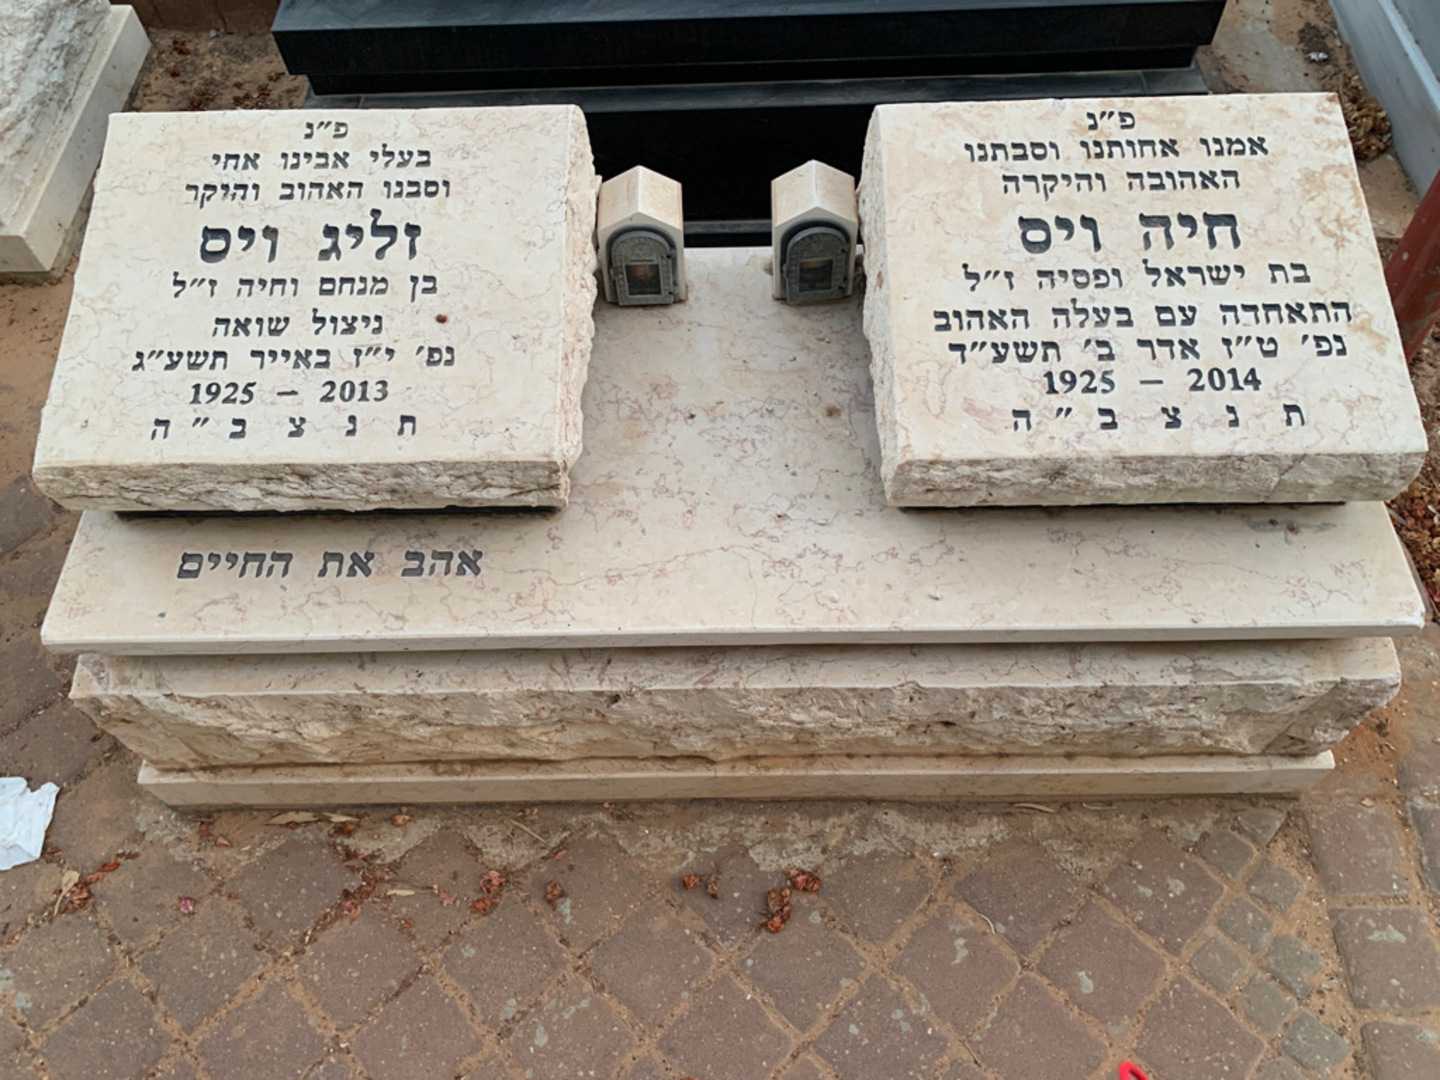 פ״נ
אמנו אחותנו וסבתנו
האהובה והיקרה
חיה ויס
בת ישראל ופסיה ז״ל
התאחדה עם בעלה האהוב
נפ׳ ט״ז אדר ב׳ תשע״ד
1925 – 2014
ת נ צ ב ״ ה
פ״נ
בעלי אבינו אחי
וסבנו האהוב והיקר
זליג ויס
בן מנחם וחיה ז״ל
ניצול שואה
נפ׳ י״ז באייר תשע״ג
1925 – 2013
ת נ צ ב ״ ה
אהב את החיים